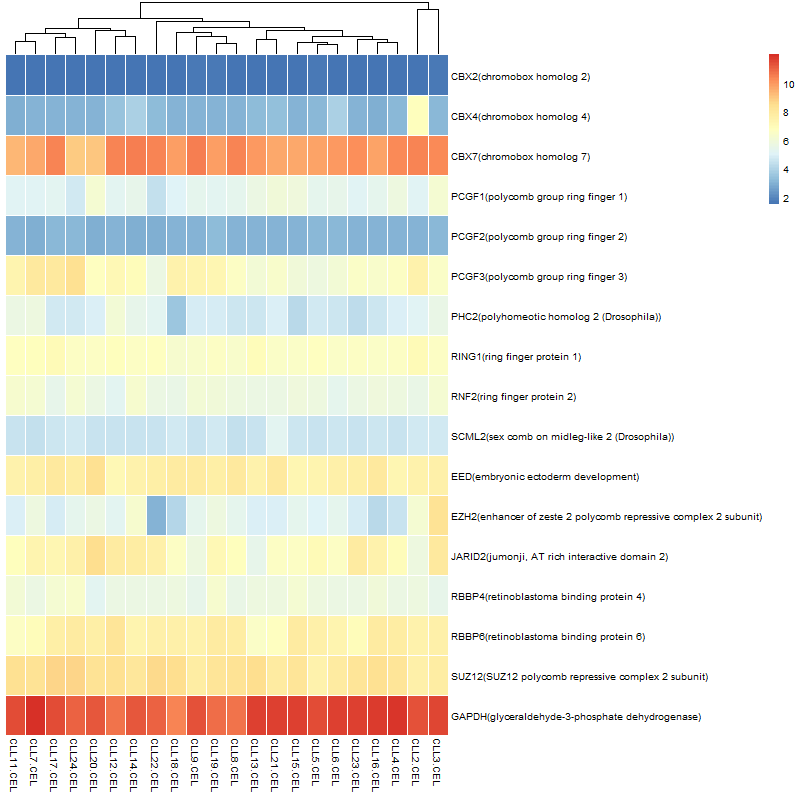 CBX2(chromobox homolog 2)
CBX4(chromobox homolog 4)
CBX7(chromobox homolog 7)
PCGF1(polycomb group ring finger 1)
PCGF2(polycomb group ring finger 2)
PCGF3(polycomb group ring finger 3)
PHC2(polyhomeotic homolog 2 (Drosophila))
RING1(ring finger protein 1)
RNF2(ring finger protein 2)
SCML2(sex comb on midleg-like 2 (Drosophila))
EED(embryonic ectoderm development)
EZH2(enhancer of zeste 2 polycomb repressive complex 2 subunit)
JARID2(jumonji, AT rich interactive domain 2)
RBBP4(retinoblastoma binding protein 4)
RBBP6(retinoblastoma binding protein 6)
SUZ12(SUZ12 polycomb repressive complex 2 subunit)
GAPDH(glyceraldehyde-3-phosphate dehydrogenase)
10
8
6
4
2
CLL11.CEL
CLL7.CEL
CLL17.CEL
CLL24.CEL
CLL20.CEL
CLL12.CEL
CLL14.CEL
CLL22.CEL
CLL18.CEL
CLL9.CEL
CLL19.CEL
CLL8.CEL
CLL13.CEL
CLL21.CEL
CLL15.CEL
CLL5.CEL
CLL6.CEL
CLL23.CEL
CLL16.CEL
CLL4.CEL
CLL2.CEL
CLL3.CEL